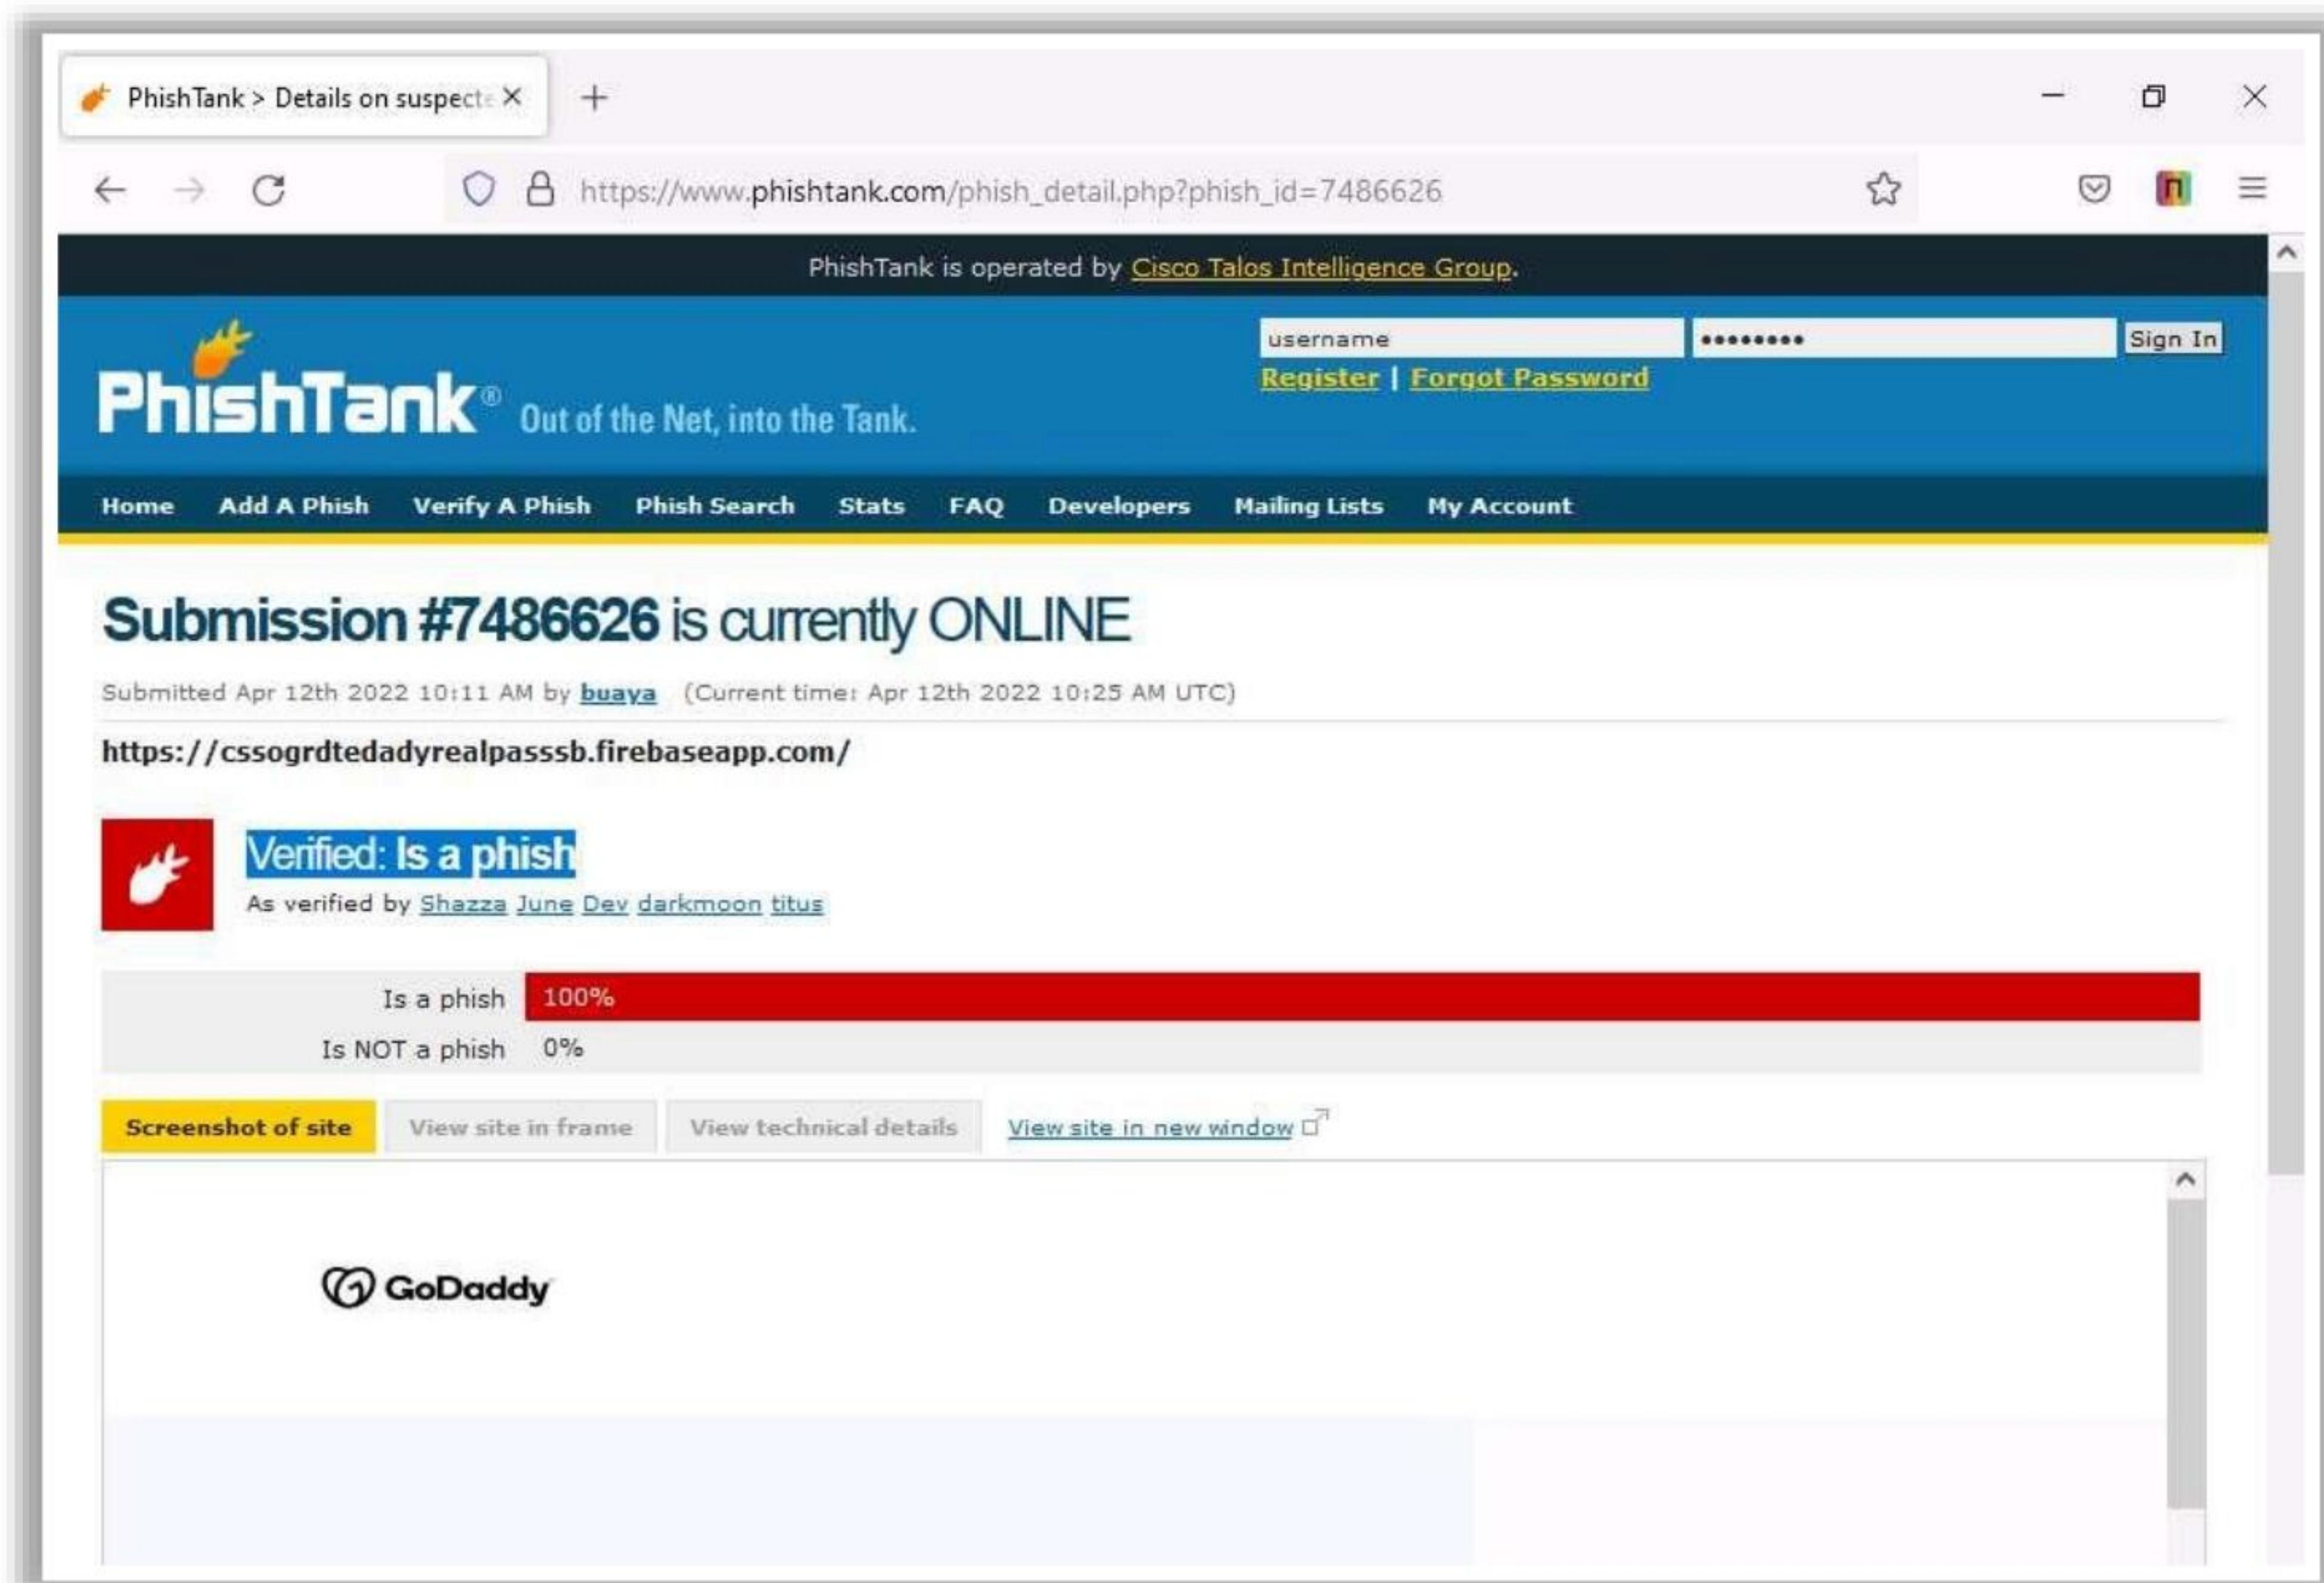 PhishTank > Details on suspecte
https://www.phishtank.com/phish_detail.php?phish_id=7486626
PhishTank is operated by Cisco Talos Intelligence Group.
username •••••••• Sign In
Register | Forgot Password
PhishTank® Out of the Net, into the Tank.
Home Add A Phish Verify A Phish Phish Search Stats FAQ Developers Mailing Lists My Account
Submission #7486626 is currently ONLINE
Submitted Apr 12th 2022 10:11 AM by buaya (Current time: Apr 12th 2022 10:25 AM UTC)
https://cssogrdtedadyrealpasssb.firebaseapp.com/
Verified: Is a phish
As verified by Shazza June Dev darkmoon titus
Is a phish 100%
Is NOT a phish 0%
Screenshot of site View site in frame View technical details View site in new window
GoDaddy